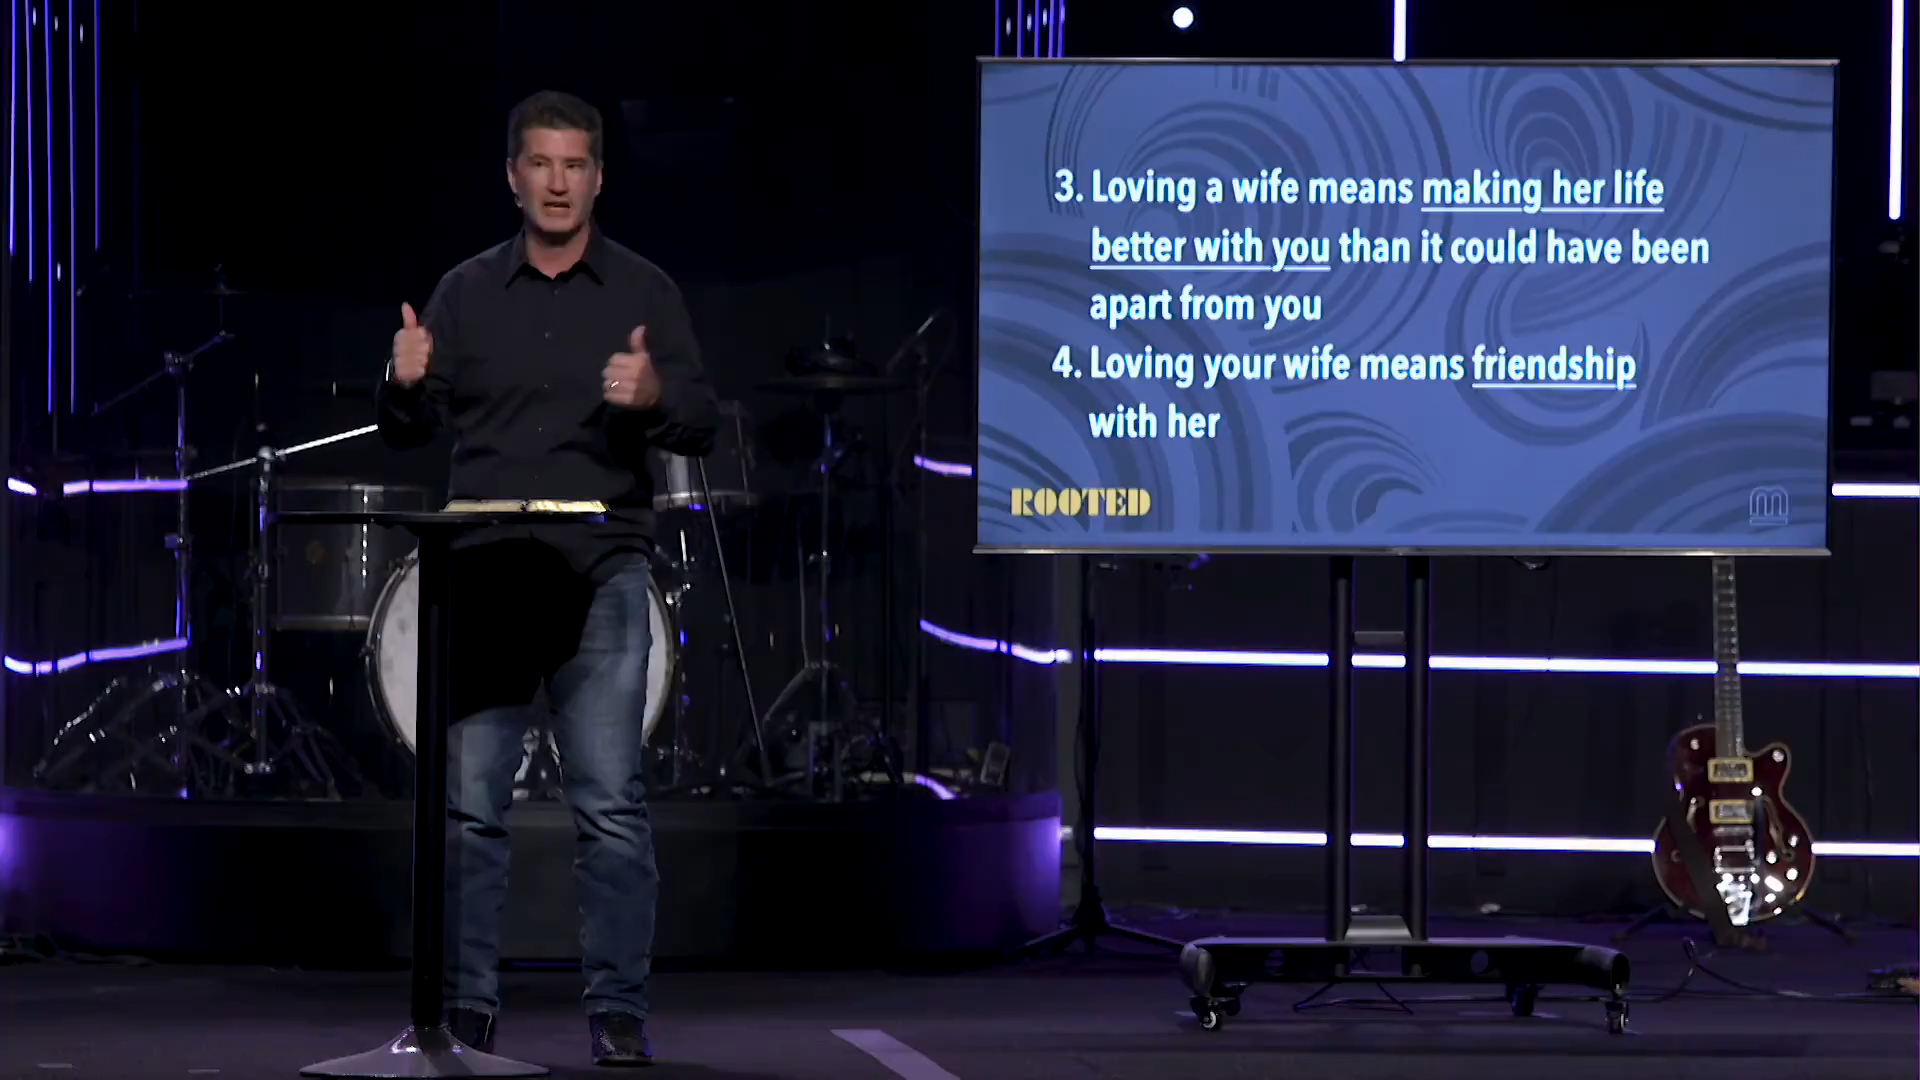 3. Loving a wife means making her life
better with you than it could have been
apart from you
4. Loving your wife means friendship
with her
ROOTED